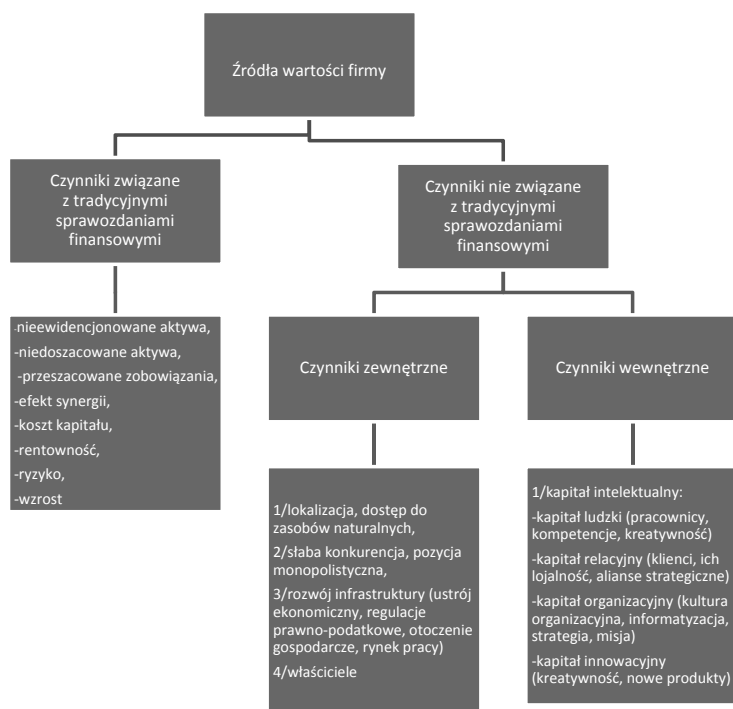 Źródła wartości firmy
Czynniki związane
z tradycyjnymi
sprawozdaniami
finansowymi
Czynniki nie związane
z tradycyjnymi
sprawozdaniami
finansowymi
-nieewidencjonowane aktywa,
-niedoszacowane aktywa,
-przeszacowane zobowiązania,
-efekt synergii,
-koszt kapitału,
-rentowność,
-ryzyko,
-wzrost
Czynniki zewnętrzne
Czynniki wewnętrzne
1/lokalizacja, dostęp do
zasobów naturalnych,
2/słaba konkurencja, pozycja
monopolistyczna,
3/rozwój infrastruktury (ustrój
ekonomiczny, regulacje
prawno-podatkowe, otoczenie
gospodarcze, rynek pracy)
4/właściciele
1/kapitał intelektualny:
-kapitał ludzki (pracownicy,
kompetencje, kreatywność)
-kapitał relacyjny (klienci, ich
lojalność, alianse strategiczne)
-kapitał organizacyjny (kultura
organizacyjna, informatyzacja,
strategia, misja)
-kapitał innowacyjny
(kreatywność, nowe produkty)